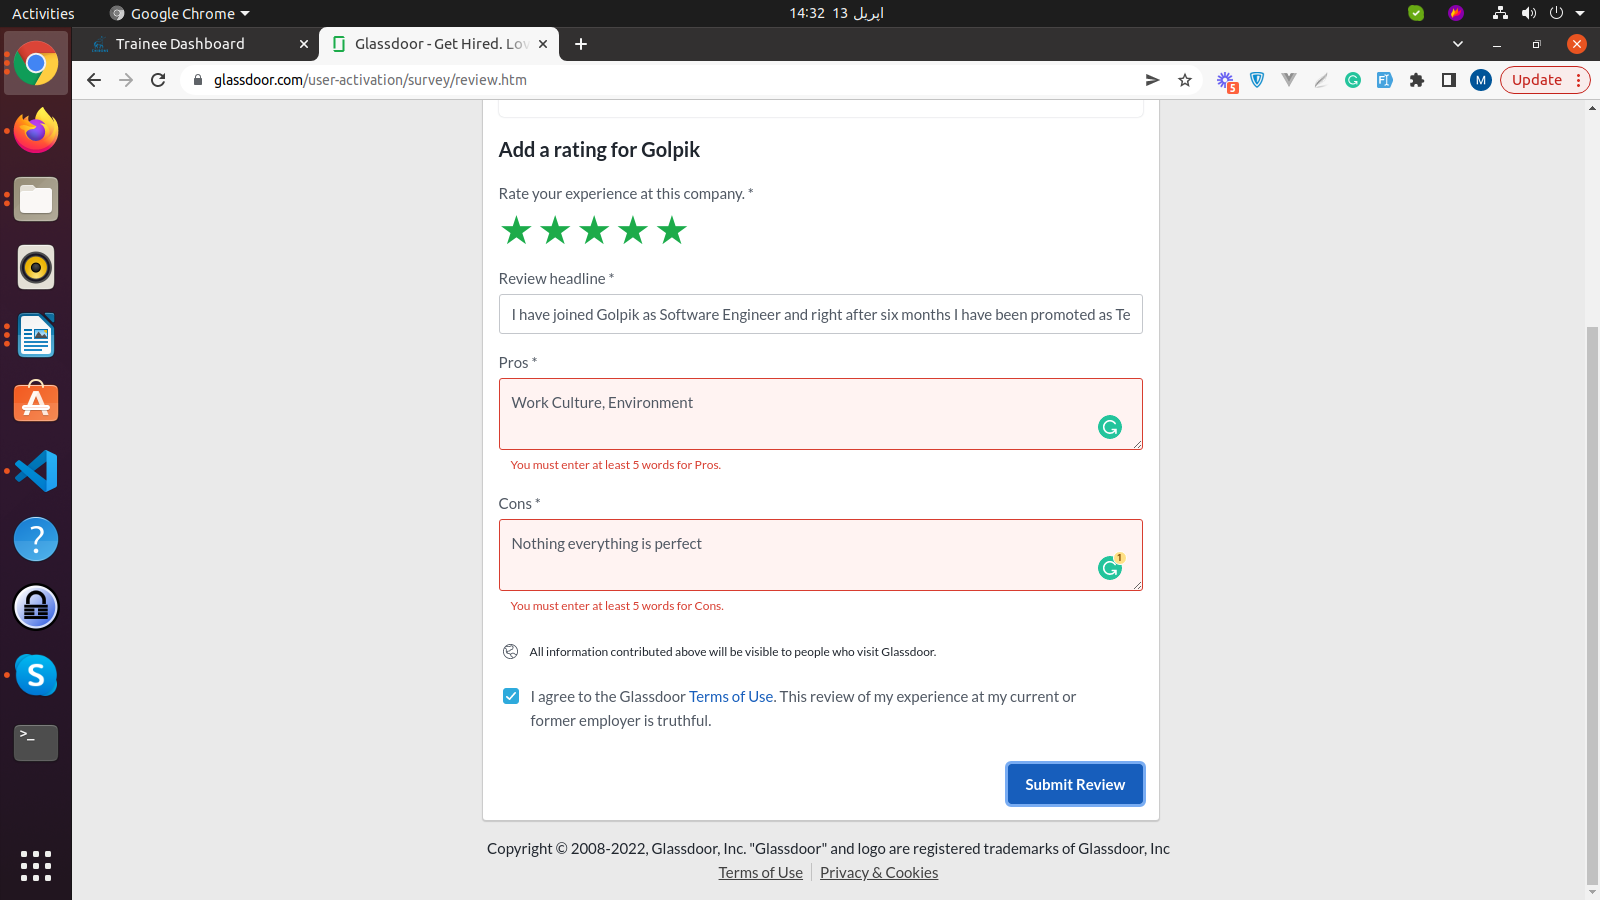 Activities
Google Chrome
14:32 13 اپریل
Trainee Dashboard
Glassdoor - Get Hired. Lov
glassdoor.com/user-activation/survey/review.htm
5
M
Update
Add a rating for Golpik
Rate your experience at this company. *
Review headline *
I have joined Golpik as Software Engineer and right after six months I have been promoted as Te
Pros *
Work Culture, Environment
You must enter at least 5 words for Pros.
Cons *
Nothing everything is perfect
1
You must enter at least 5 words for Cons.
All information contributed above will be visible to people who visit Glassdoor.
I agree to the Glassdoor Terms of Use. This review of my experience at my current or
former employer is truthful.
Submit Review
Copyright © 2008-2022, Glassdoor, Inc. "Glassdoor" and logo are registered trademarks of Glassdoor, Inc
Terms of Use
Privacy & Cookies